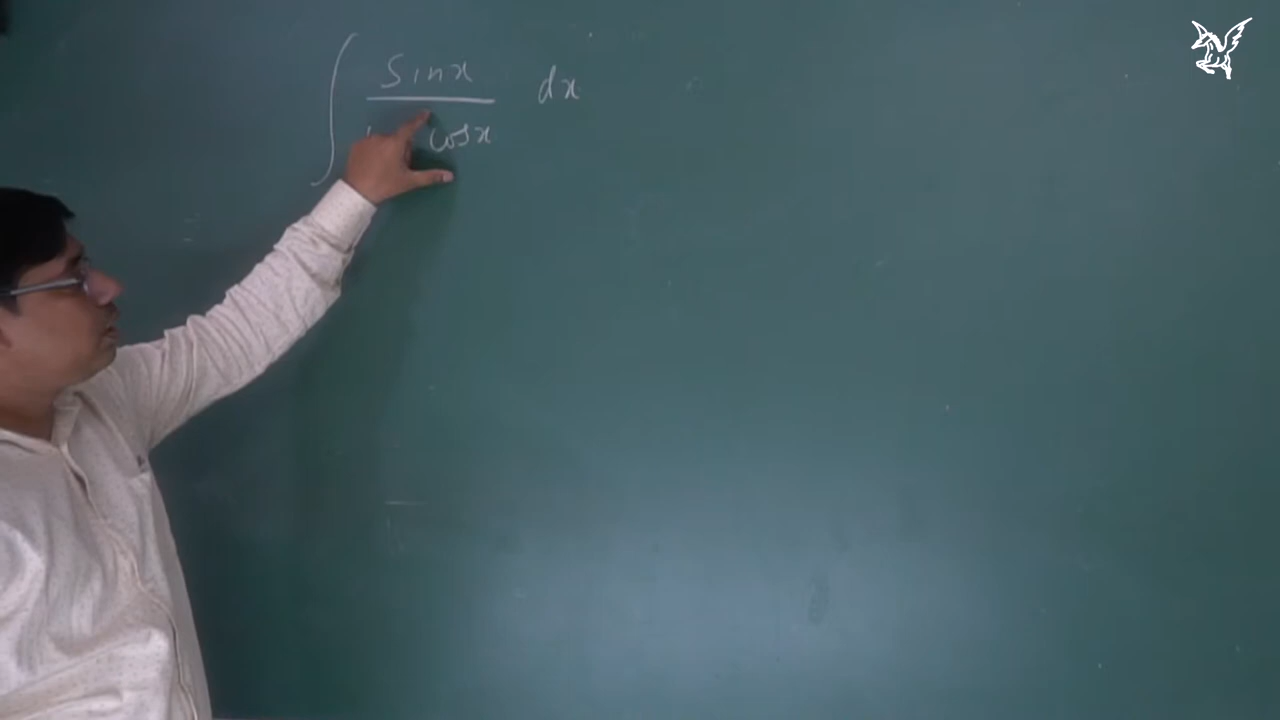 ∫ sinx / cosx dx